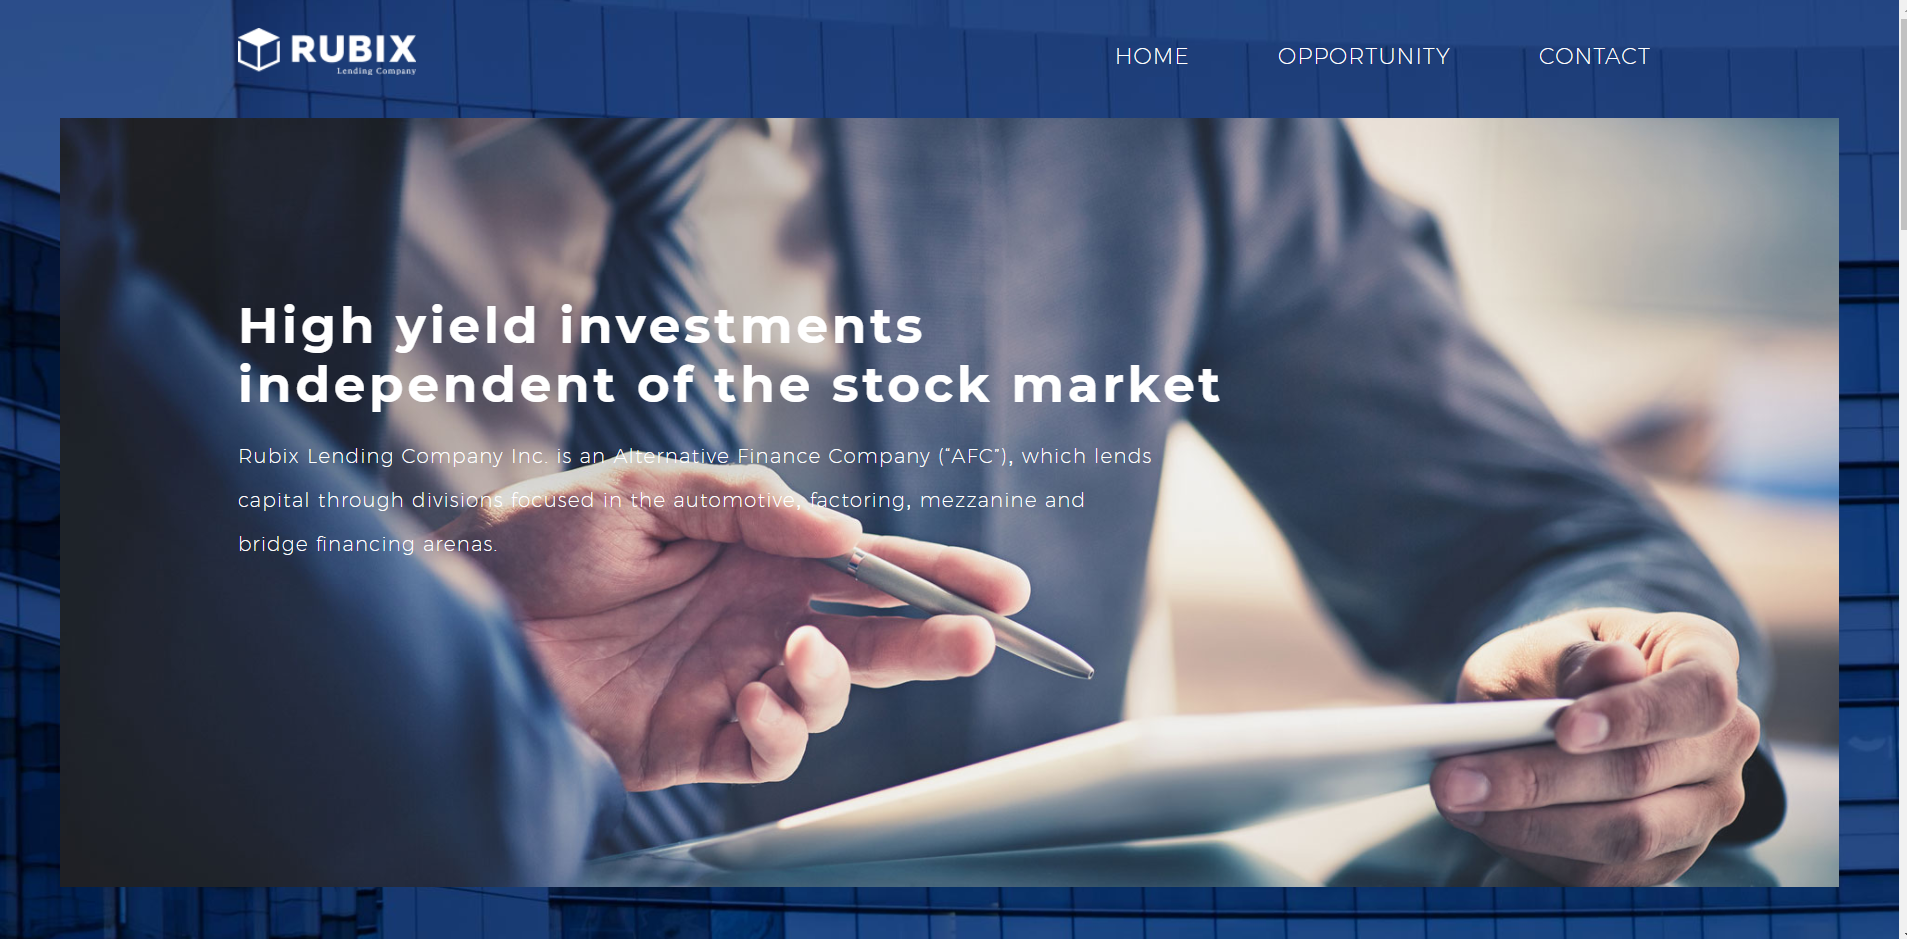 RUBIX
Lending Company
HOME
OPPORTUNITY
CONTACT
High yield investments
independent of the stock market
Rubix Lending Company Inc. is an Alternative Finance Company (“AFC”), which lends
capital through divisions focused in the automotive, factoring, mezzanine and
bridge financing arenas.